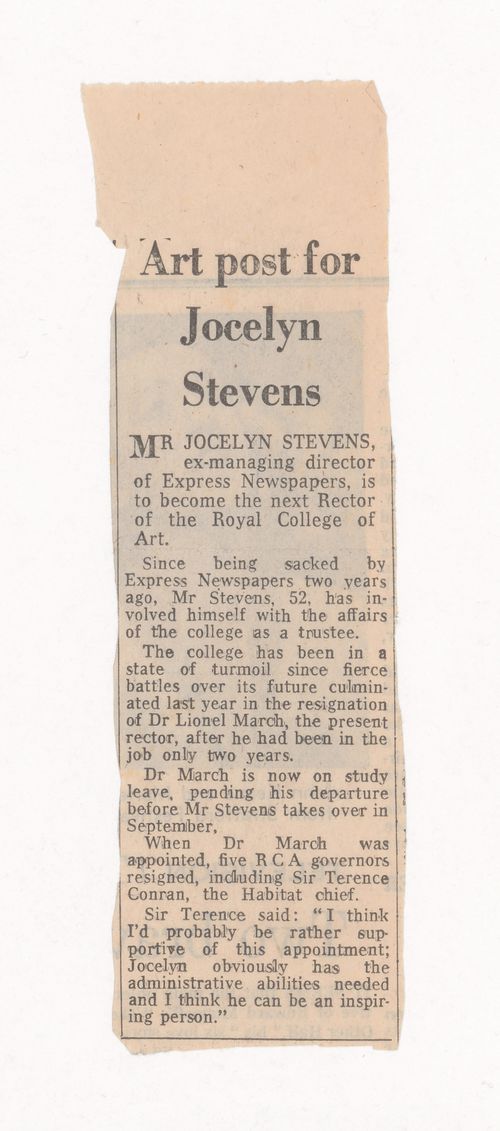 Art post for
Jocelyn
Stevens
MR JOCELYN STEVENS,
ex-managing director
of Express Newspapers, is
to become the next Rector
of the Royal College of
Art.
Since being sacked by
Express Newspapers two years
ago, Mr Stevens, 52, has in-
volved himself with the affairs
of the college as a trustee.
The college has been in a
state of turmoil since fierce
battles over its future culmin-
ated last year in the resignation
of Dr Lionel March, the present
rector, after he had been in the
job only two years.
Dr March is now on study
leave, pending his departure
before Mr Stevens takes over in
September,
When Dr March was
appointed, five R C A governors
resigned, including Sir Terence
Conran, the Habitat chief.
Sir Terence said: “I think
I'd probably be rather sup-
portive of this appointment;
Jocelyn obviously has the
administrative abilities needed
and I think he can be an inspir-
ing person.”